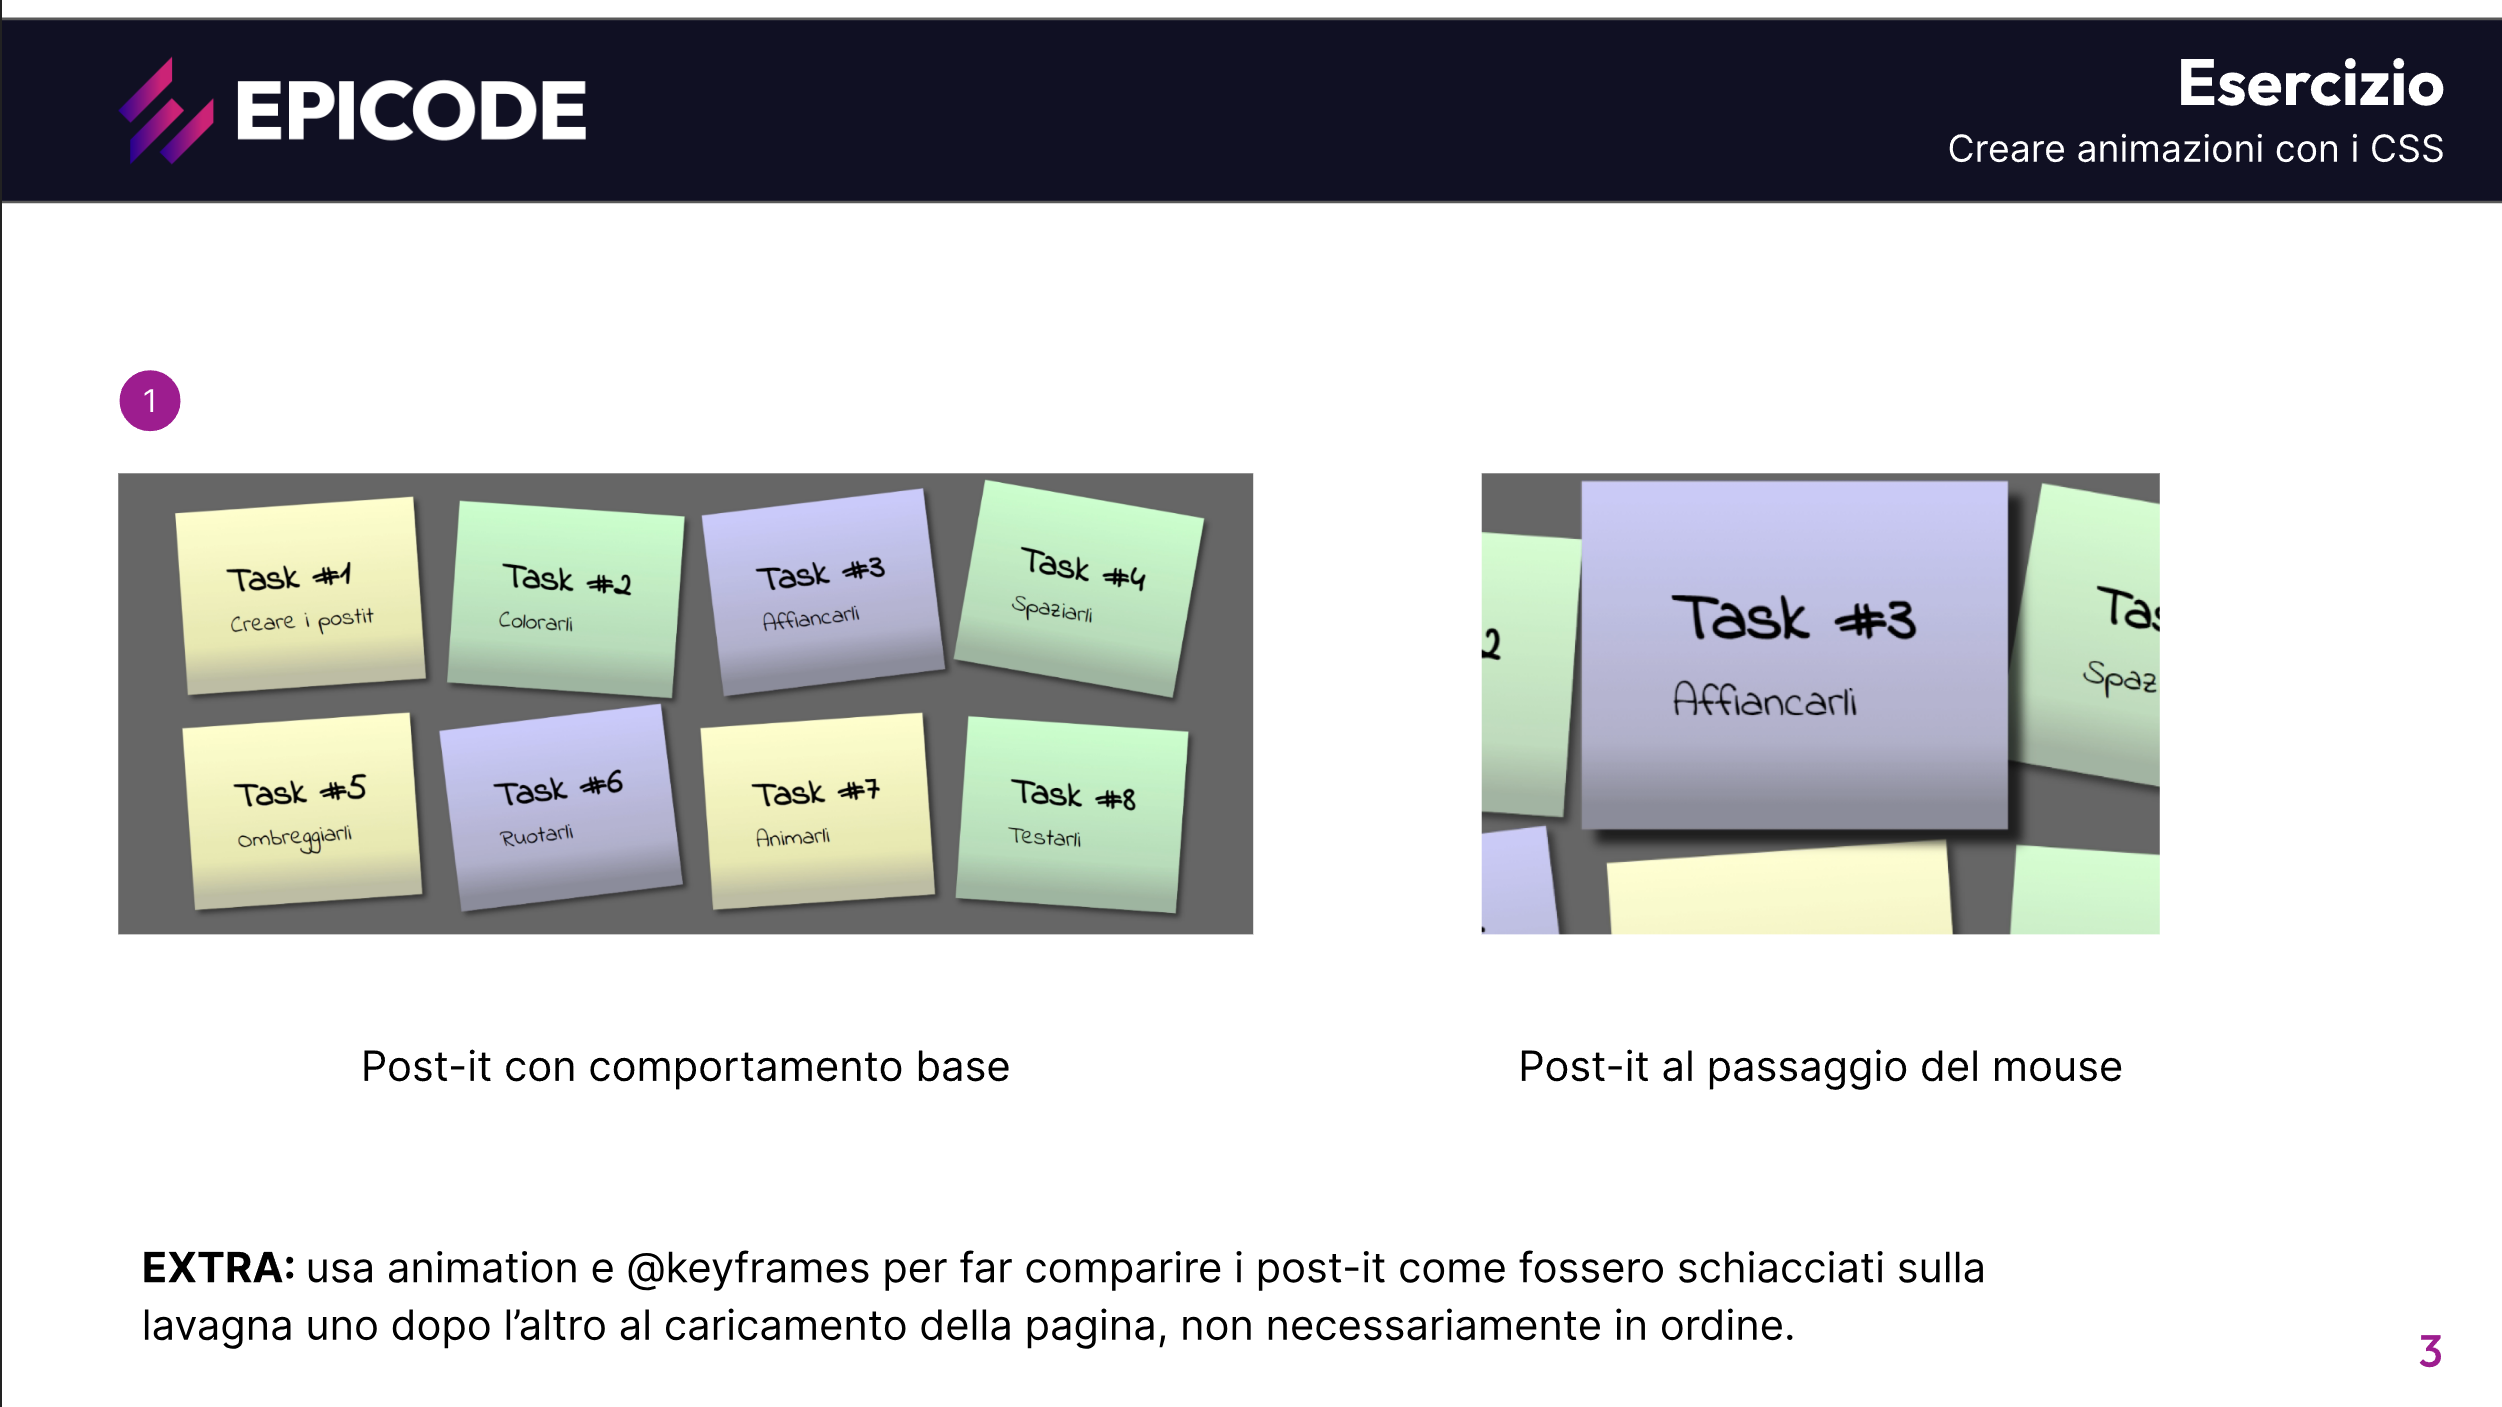 EPICODE
Esercizio
Creare animazioni con i CSS
1
Task #1
Creare i postit
Task #2
Colorarli
Task #3
Affiancarli
Task #4
Spaziarli
Task #5
Ombreggiarli
Task #6
Ruotarli
Task #7
Animarli
Task #8
Testarli
2
Task #3
Affiancarli
Tas
Spaz
Post-it con comportamento base
Post-it al passaggio del mouse
EXTRA: usa animation e @keyframes per far comparire i post-it come fossero schiacciati sulla
lavagna uno dopo l’altro al caricamento della pagina, non necessariamente in ordine.
3